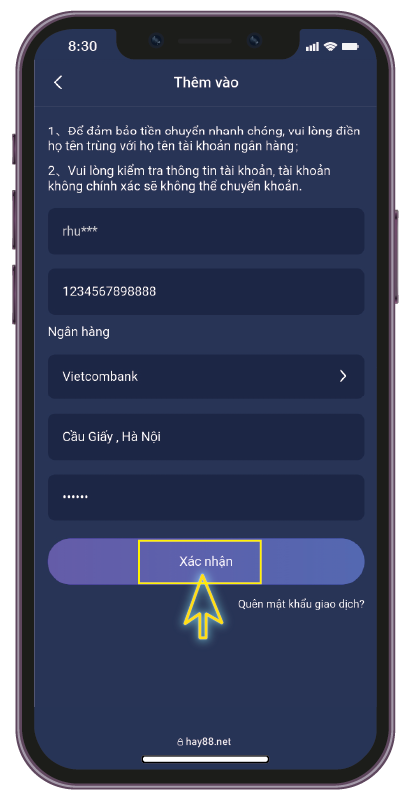 8:30
Thêm vào
1、Để đảm bảo tiền chuyển nhanh chóng, vui lòng điền
họ tên trùng với họ tên tài khoản ngân hàng;
2、Vui lòng kiểm tra thông tin tài khoản, tài khoản
không chính xác sẽ không thể chuyển khoản.
rhu***
1234567898888
Ngân hàng
Vietcombank
Cầu Giấy , Hà Nội
••••••
Xác nhận
Quên mật khẩu giao dịch?
hay88.net